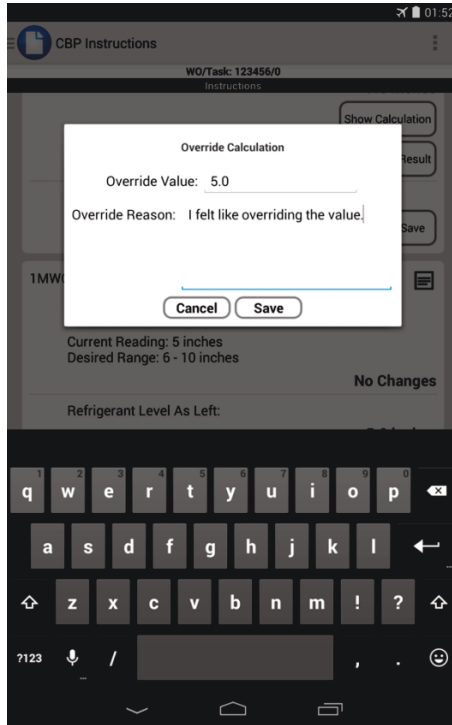 01:52
CBP Instructions
WO/Task: 123456/0
Instructions
Show Calculation
Result
Save
Override Calculation
Override Value: 5.0
Override Reason: I felt like overriding the value.
Cancel Save
1MW
Current Reading: 5 inches
Desired Range: 6 - 10 inches
No Changes
Refrigerant Level As Left:
1 2 3 4 5 6 7 8 9 0
q w e r t y u i o p
a s d f g h j k l
z x c v b n m ! ?
?123 / , .